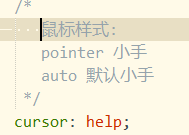 /*
鼠标样式:
pointer 小手
auto 默认小手
*/
cursor: help;